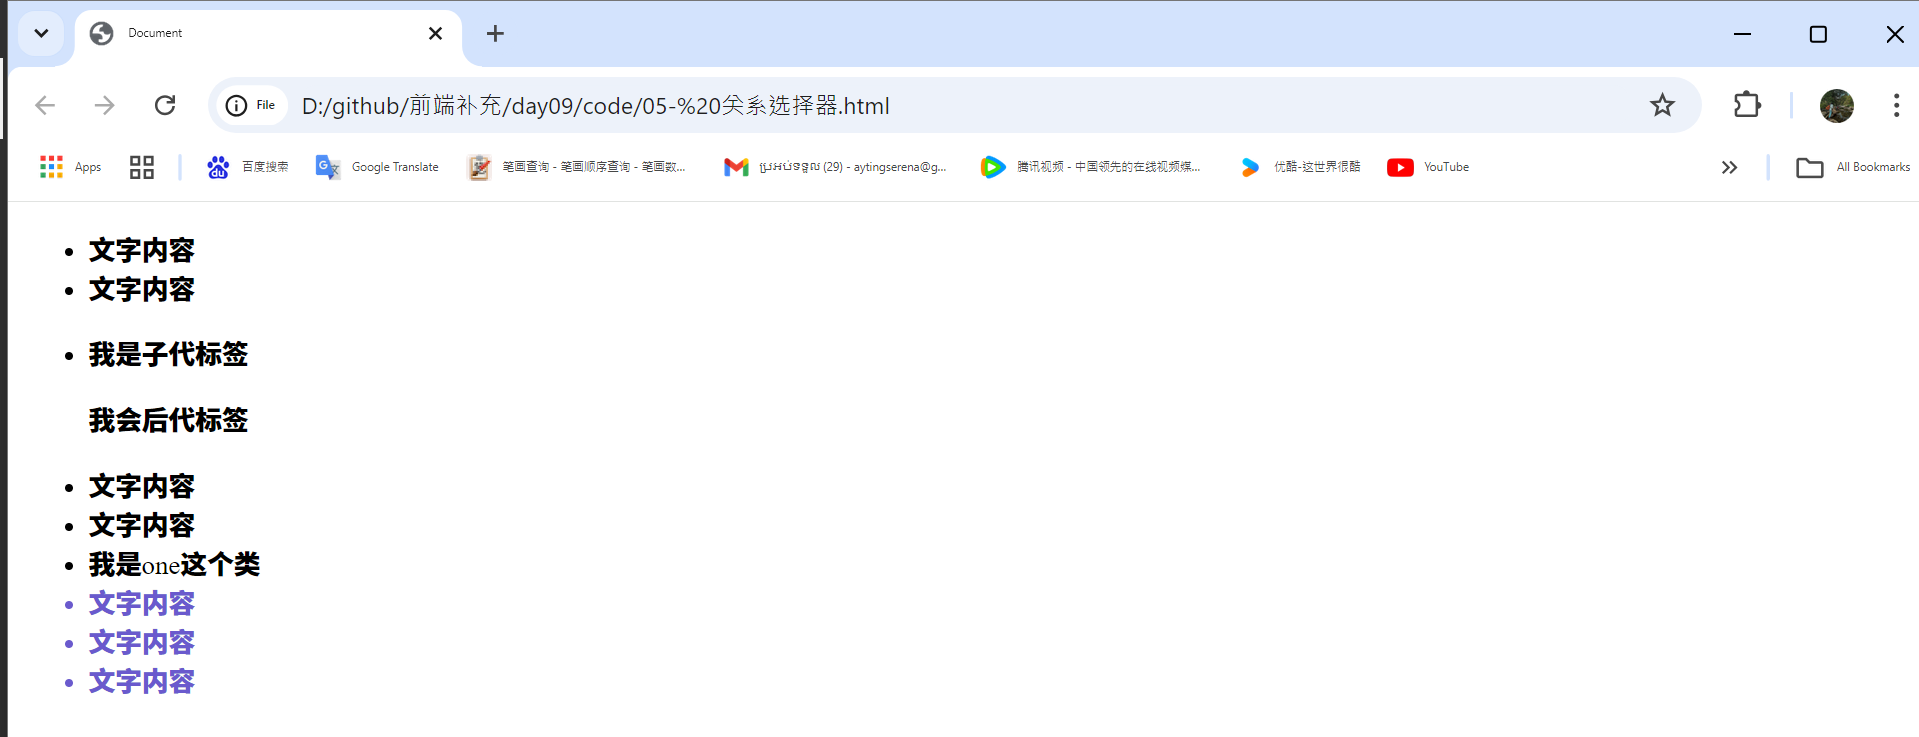 Document
File
D:/github/前端补充/day09/code/05-%20关系选择器.html
Apps
百度搜索
Google Translate
笔画查询 - 笔画顺序查询 - 笔画数...
ប្រអប់ទទួល (29) - aytingserena@g...
腾讯视频 - 中国领先的在线视频媒...
优酷-这世界很酷
YouTube
All Bookmarks
文字内容
文字内容
我是子代标签
我会后代标签
文字内容
文字内容
我是one这个类
文字内容
文字内容
文字内容